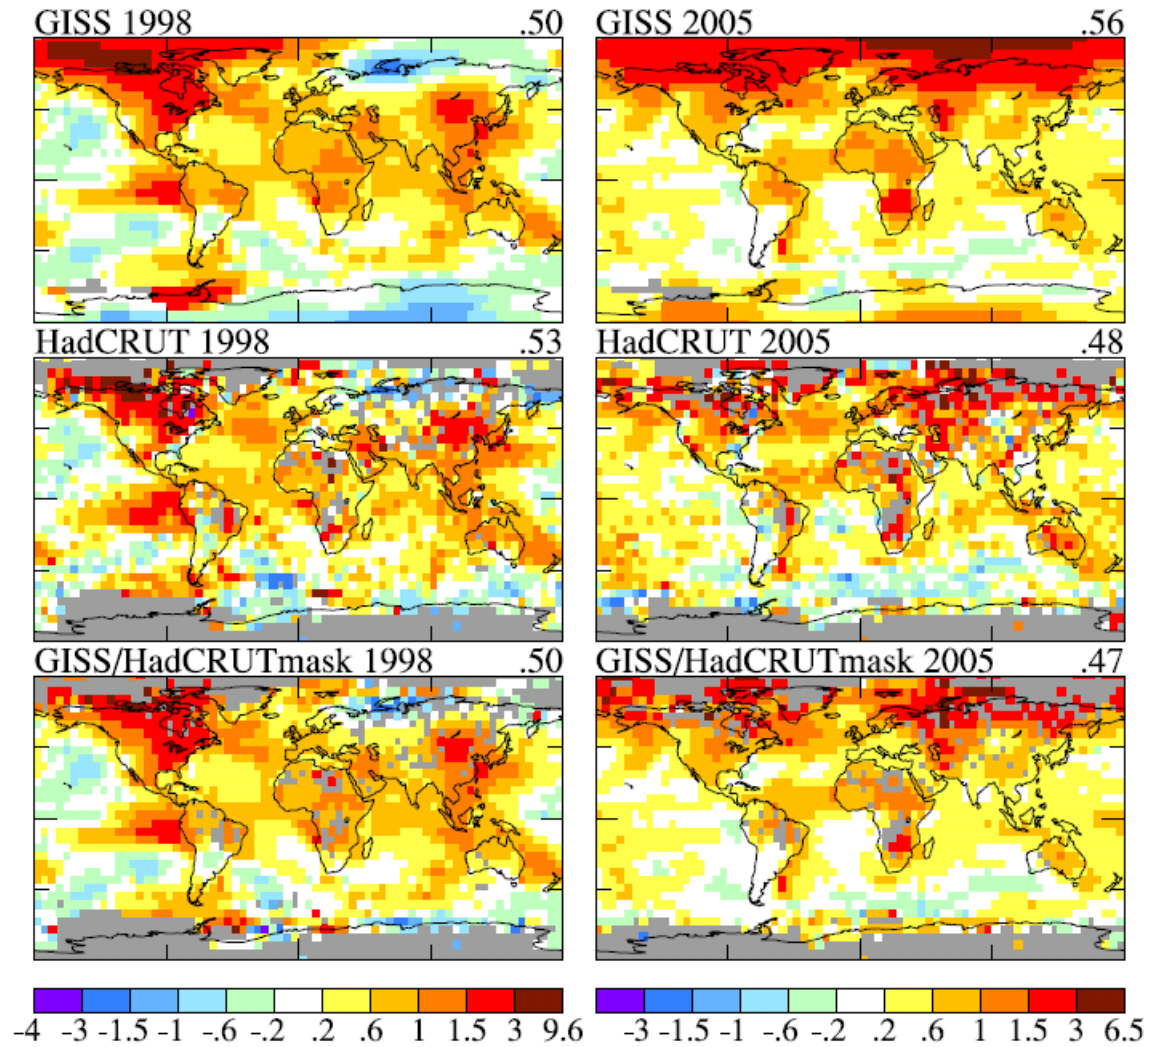 GISS 1998 .50
GISS 2005 .56
HadCRUT 1998 .53
HadCRUT 2005 .48
GISS/HadCRUTmask 1998 .50
GISS/HadCRUTmask 2005 .47
-4 -3 -1.5 -1 -.6 -.2 .2 .6 1 1.5 3 9.6
-3 -1.5 -1 -.6 -.2 .2 .6 1 1.5 3 6.5